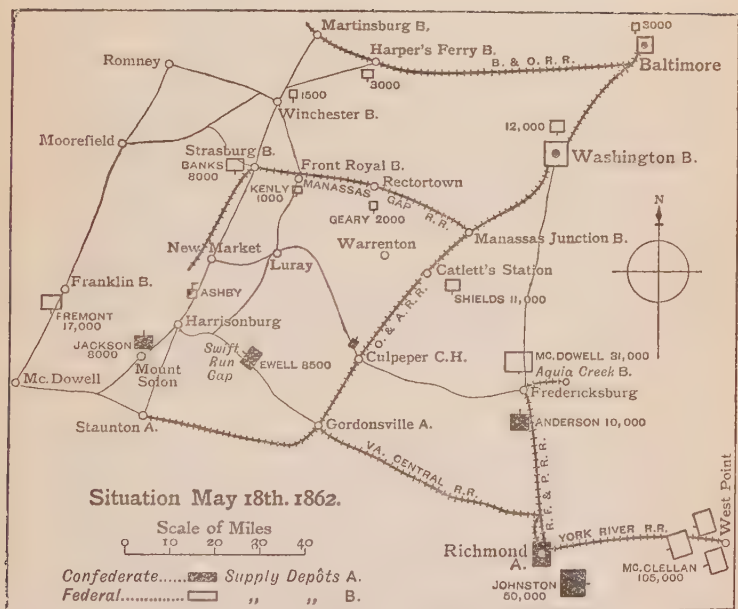 Martinsburg B.
3000
Harper's Ferry B.
B. & O. R.R.
Baltimore
Romney
3000
1500
Winchester B.
12,000
Moorefield
Strasburg B.
BANKS
8000
Front Royal B.
Washington B.
KENLY
1000
MANASSAS GAP R.R.
Rectortown
GEARY 2000
N
New Market
Luray
Warrenton
Manassas Junction B.
Catlett's Station
SHIELDS 11,000
Franklin B.
FREMONT
17,000
ASHBY
Harrisonburg
O. & A.R.R.
JACKSON
8000
Mount
Solon
Swift
Run
Gap
EWELL 8500
Culpeper C.H.
MC. DOWELL 31,000
Aquia Creek B.
Mc. Dowell
Fredericksburg
Staunton A.
Gordonsville A.
ANDERSON 10,000
VA. CENTRAL R.R.
R.F. & P.R.R.
Situation May 18th. 1862.
Scale of Miles
0 10 20 40
YORK RIVER R.R.
West Point
Richmond
A.
MC. CLELLAN
105,000
JOHNSTON
50,000
Confederate...... Supply Depôts A.
Federal............. " " B.